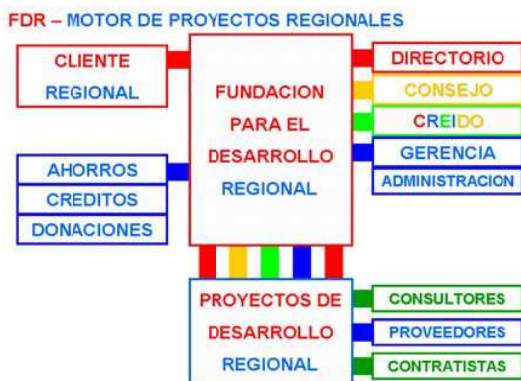 FDR – MOTOR DE PROYECTOS REGIONALES
CLIENTE
REGIONAL
AHORROS
CREDITOS
DONACIONES
FUNDACION
PARA EL
DESARROLLO
REGIONAL
DIRECTORIO
CONSEJO
CREIDO
GERENCIA
ADMINISTRACION
PROYECTOS DE
DESARROLLO
REGIONAL
CONSULTORES
PROVEEDORES
CONTRATISTAS